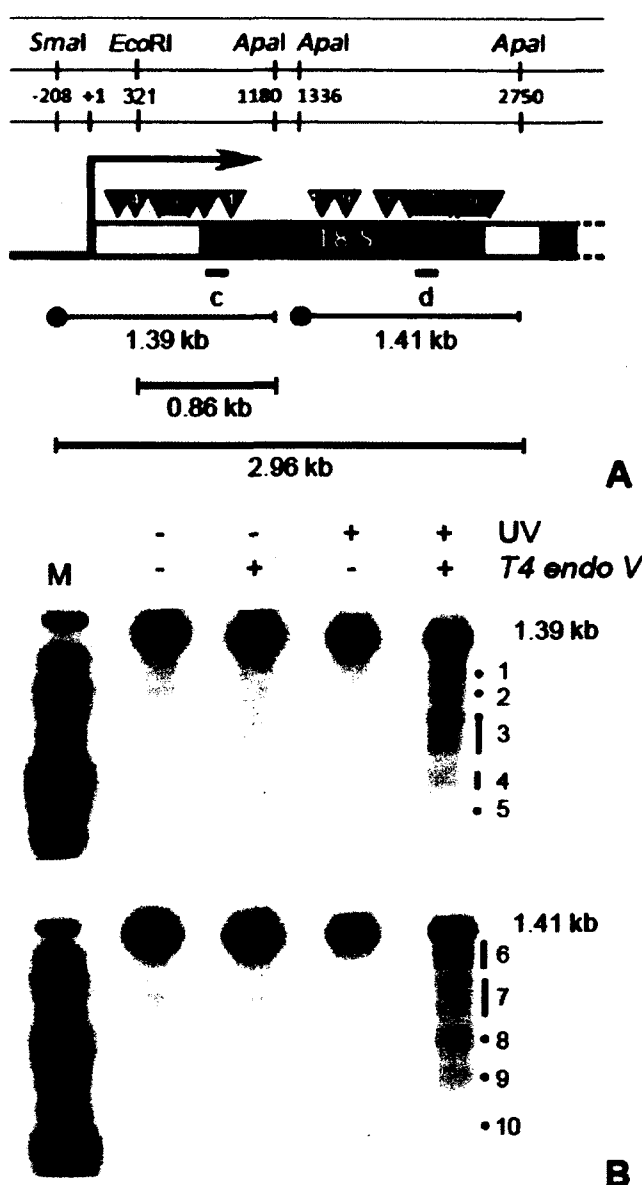 SmaI EcoRI ApaI ApaI ApaI
-208 +1 321 1180 1336 2750
18 S
c d
1.39 kb 1.41 kb
0.86 kb
2.96 kb
A
- - + + UV
M - + - + T4 endo V
1.39 kb
1
2
3
4
5
1.41 kb
6
7
8
9
10
B